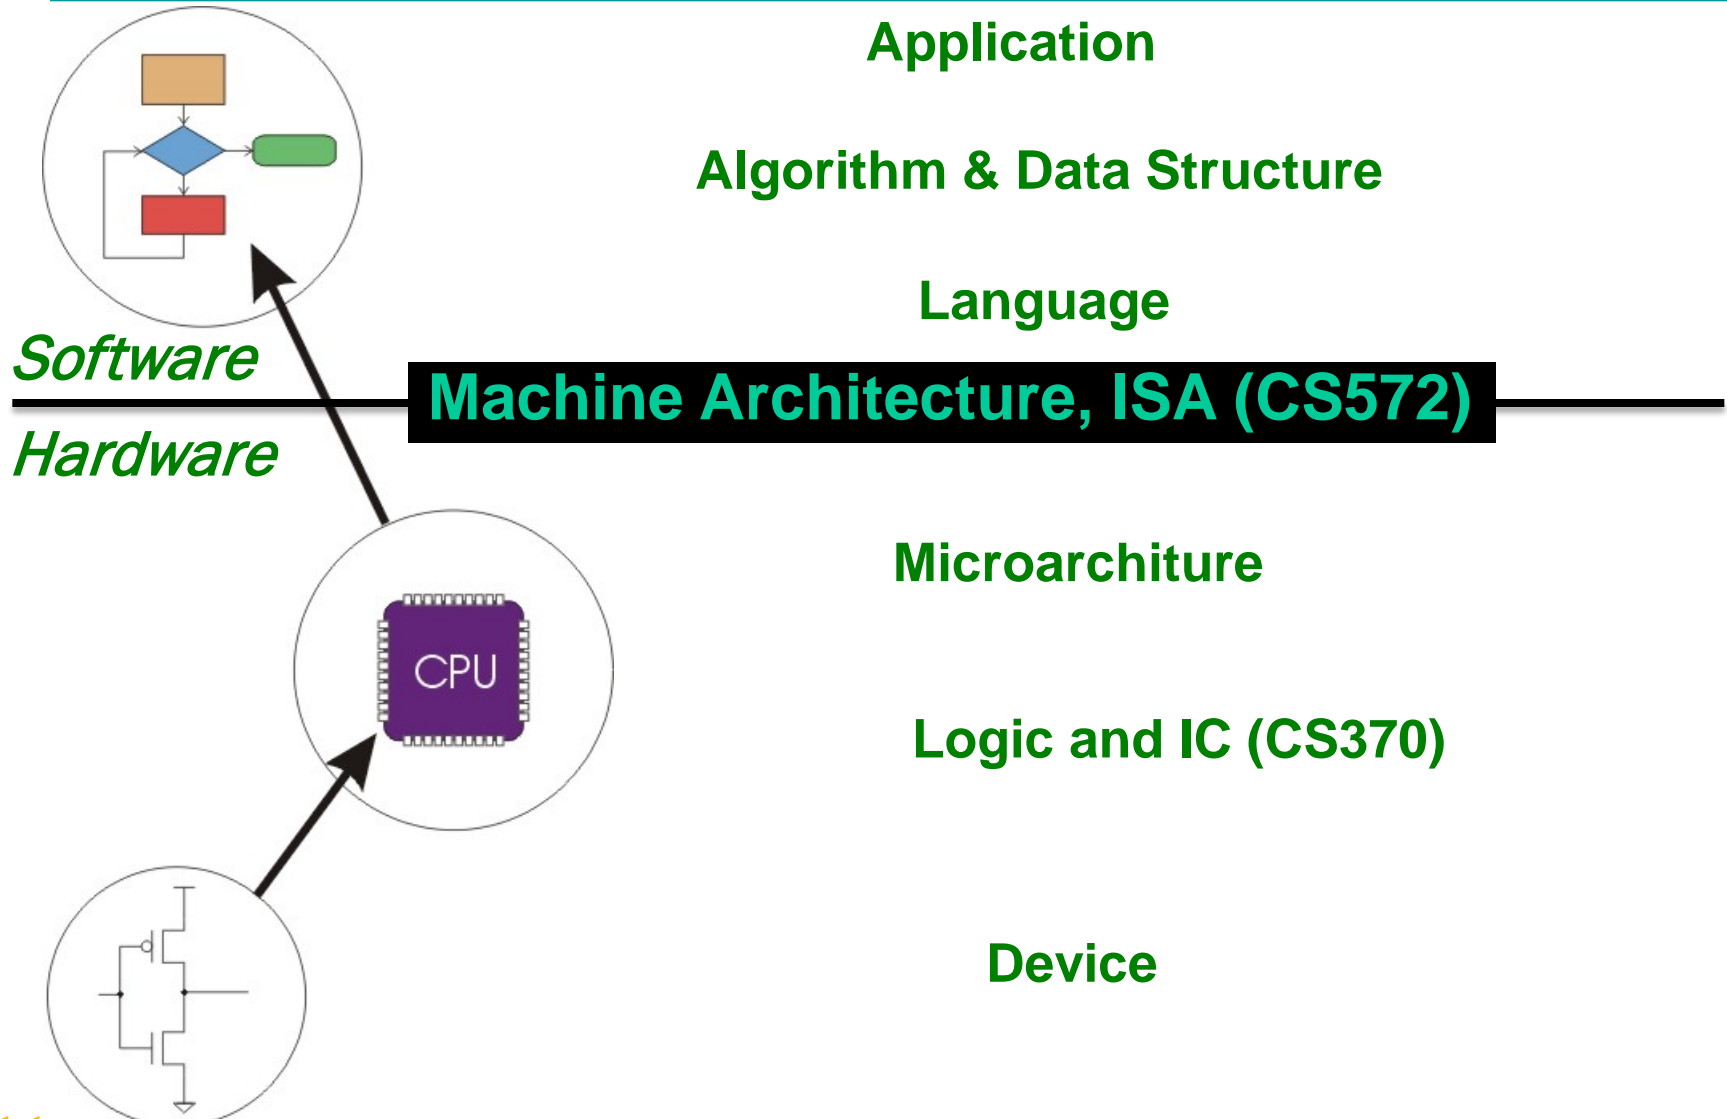 Application
Algorithm & Data Structure
Language
Software
Machine Architecture, ISA (CS572)
Hardware
Microarchiture
CPU
Logic and IC (CS370)
Device